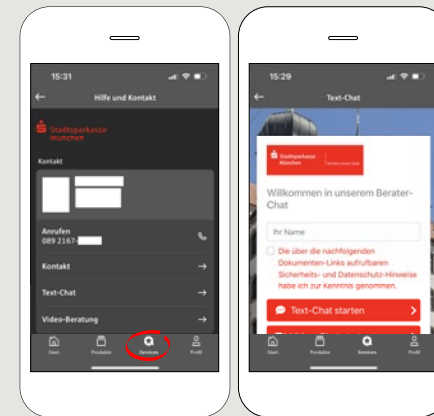 15:31
Hilfe und Kontakt
Stadtsparkasse
München
Kontakt
Anrufen
089 2167-
Kontakt
Text-Chat
Video-Beratung
Start
Produkte
Services
Profil
15:29
Text-Chat
Stadtsparkasse
München
Willkommen in unserem Berater-
Chat
Ihr Name
Die über die nachfolgenden
Dokumenten-Links aufrufbaren
Sicherheits- und Datenschutz-Hinweise
habe ich zur Kenntnis genommen.
Text-Chat starten
Start
Produkte
Services
Profil